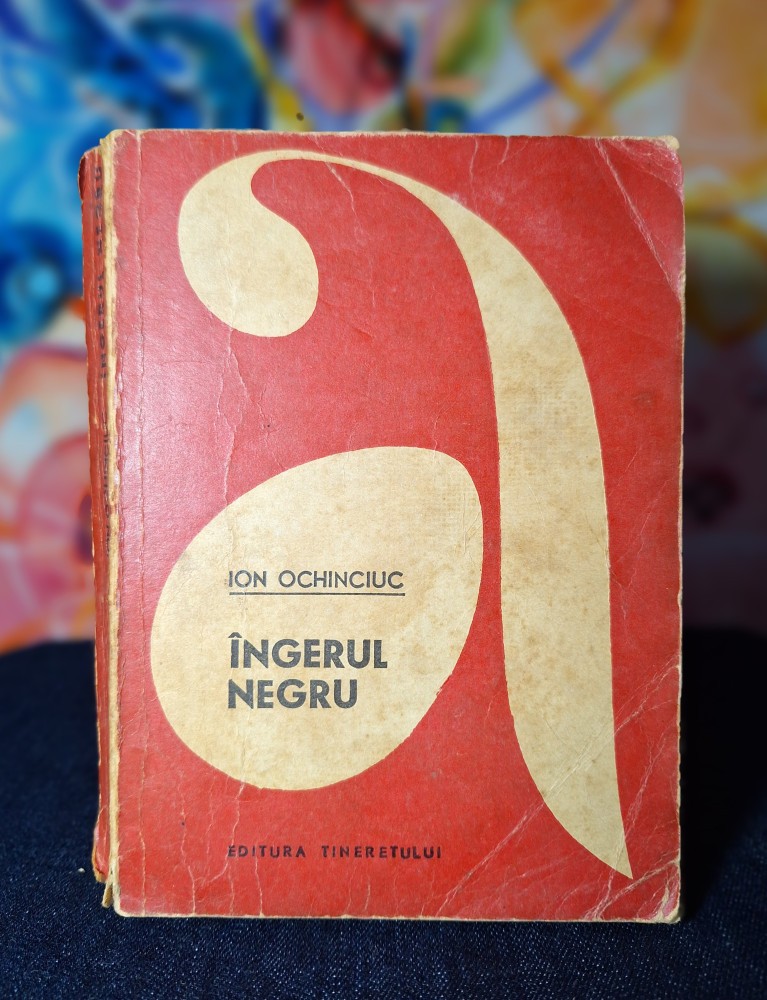 ION OCHINCIUC
ÎNGERUL
NEGRU
EDITURA TINERETULUI